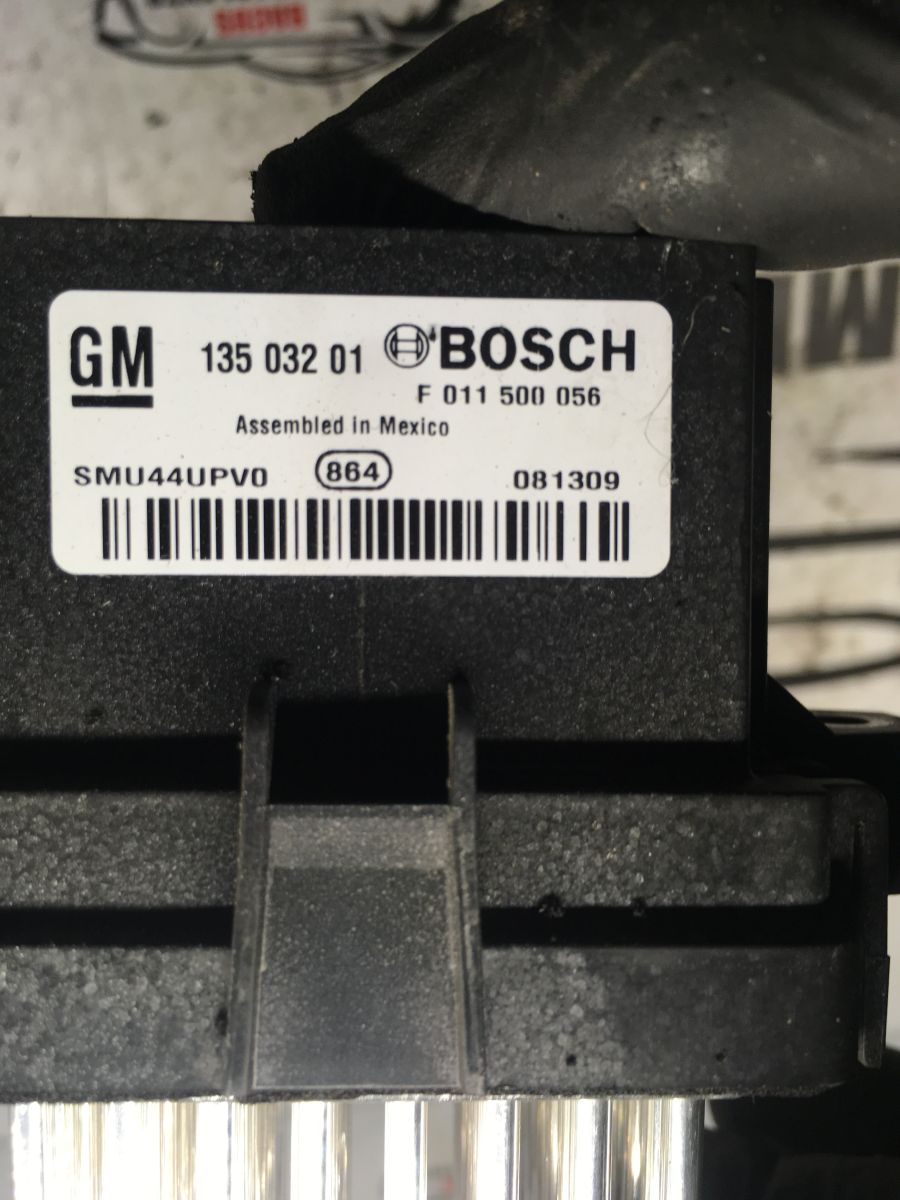 GM 135 032 01 BOSCH
F 011 500 056
Assembled in Mexico
SMU44UPV0 864 081309